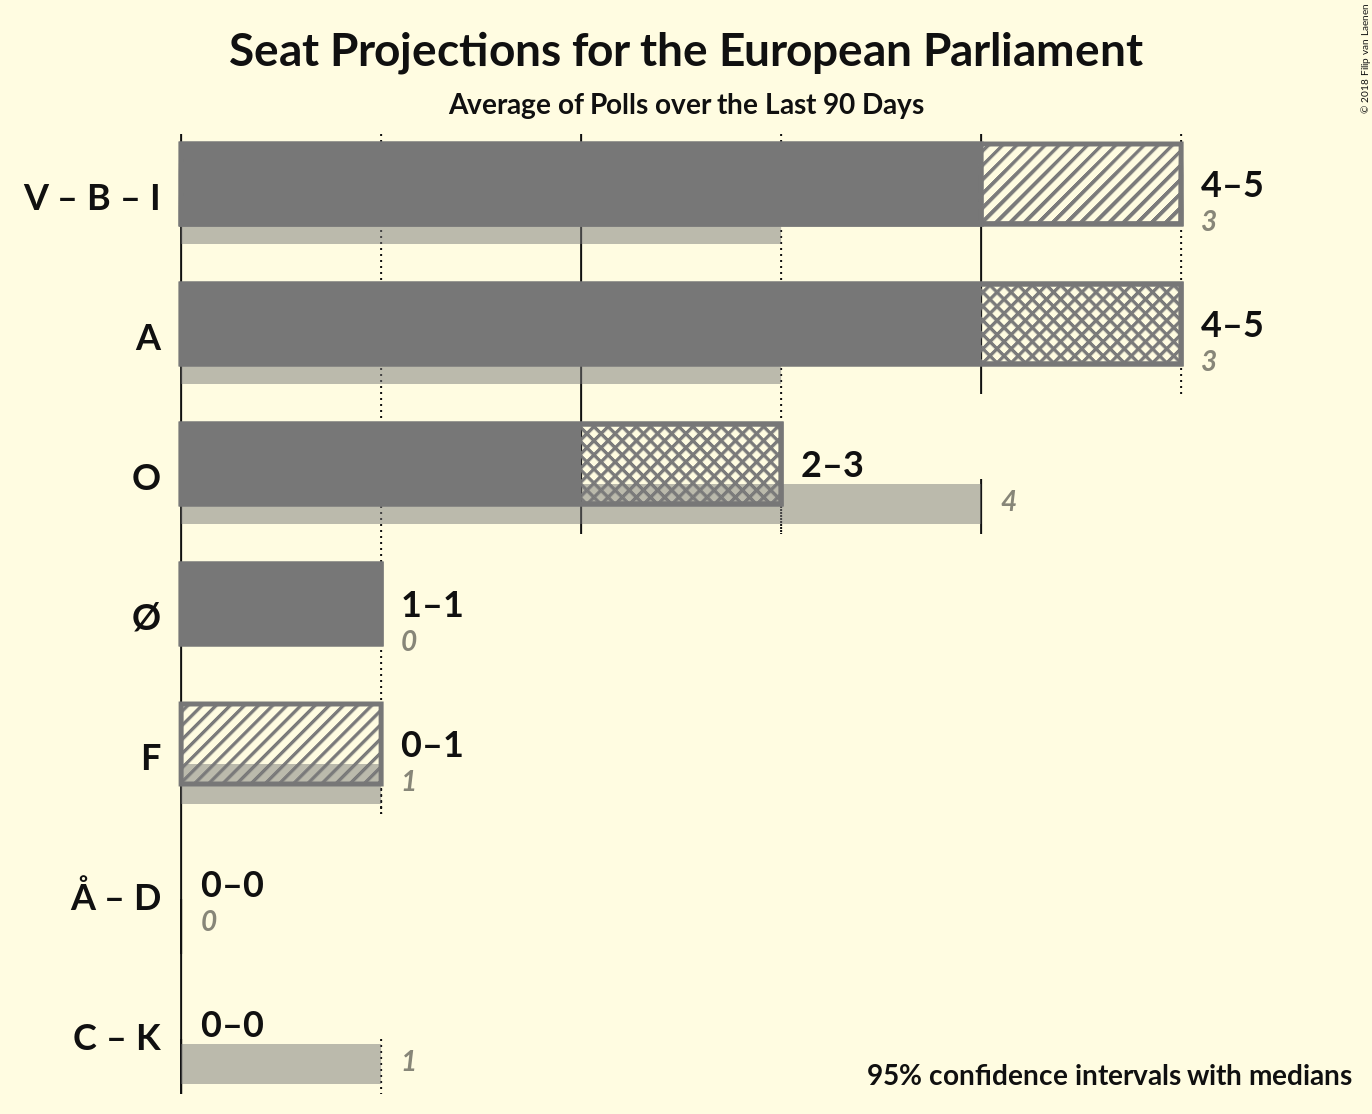 Seat Projections for the European Parliament
Average of Polls over the Last 90 Days
© 2018 Filip van Laenen
V – B – I
4–5
3
A
4–5
3
O
2–3
4
Ø
1–1
0
F
0–1
1
Å – D
0–0
0
C – K
0–0
1
95% confidence intervals with medians